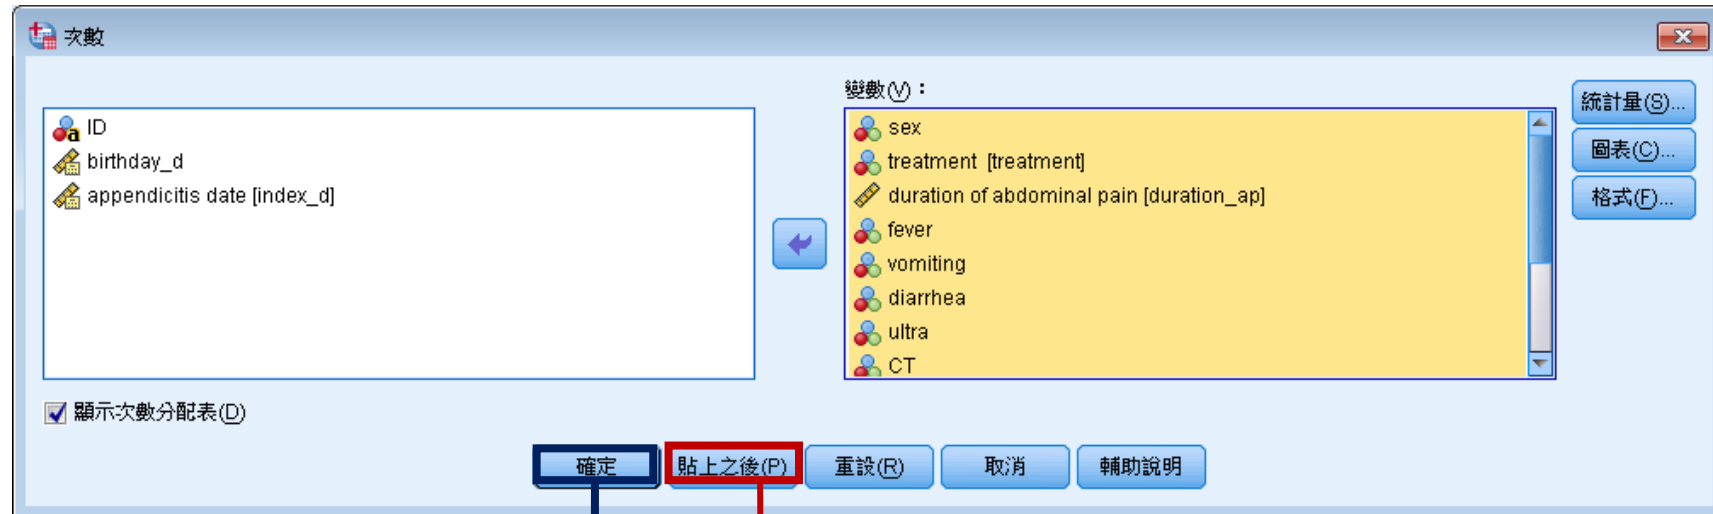 次數
ID
birthday_d
appendicitis date [index_d]
變數(V)：
sex
treatment [treatment]
duration of abdominal pain [duration_ap]
fever
vomiting
diarrhea
ultra
CT
統計量(S)...
圖表(C)...
格式(F)...
顯示次數分配表(D)
確定 貼上之後(P) 重設(R) 取消 輔助說明